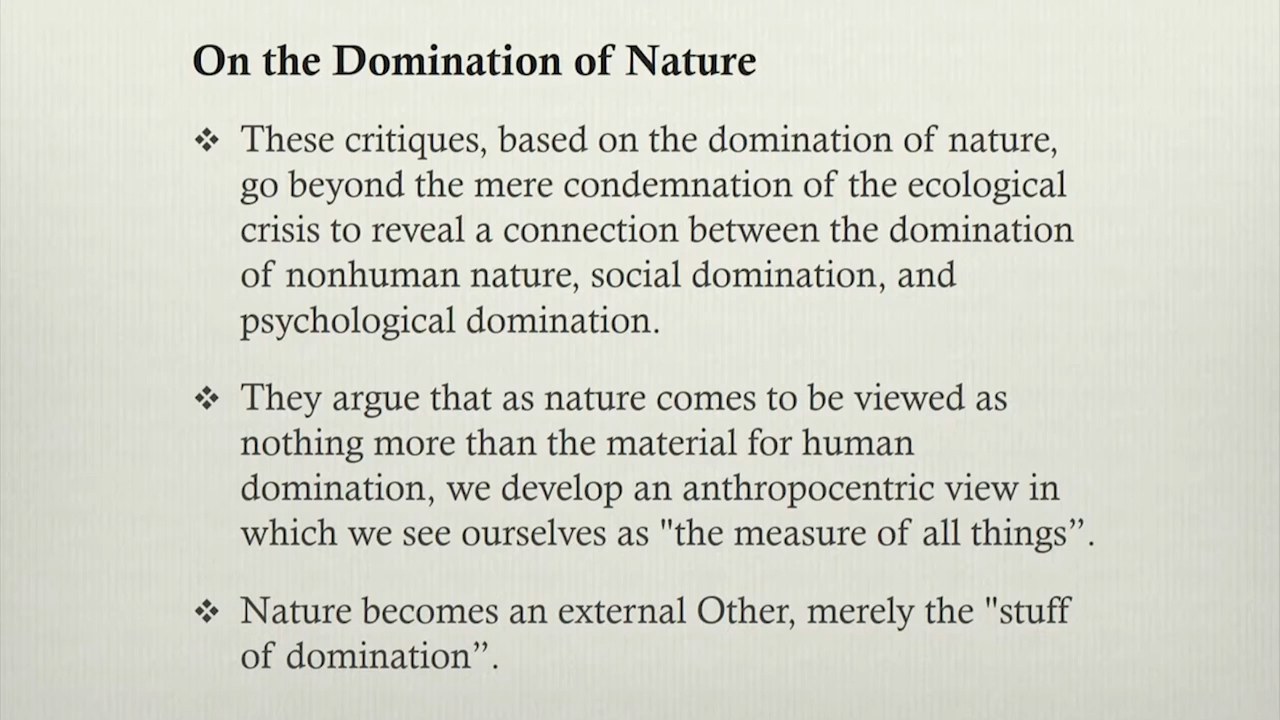 On the Domination of Nature
❖ These critiques, based on the domination of nature,
go beyond the mere condemnation of the ecological
crisis to reveal a connection between the domination
of nonhuman nature, social domination, and
psychological domination.
❖ They argue that as nature comes to be viewed as
nothing more than the material for human
domination, we develop an anthropocentric view in
which we see ourselves as "the measure of all things”.
❖ Nature becomes an external Other, merely the "stuff
of domination”.